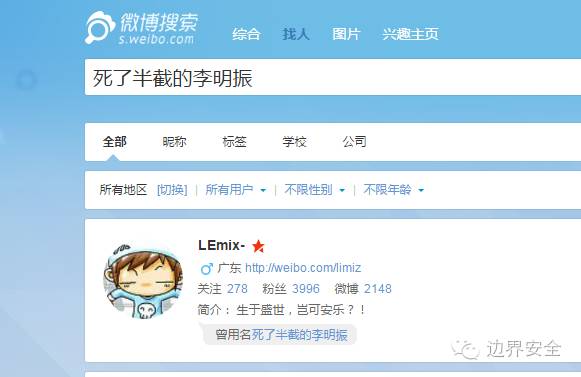 微博搜索
s.weibo.com
综合 找人 图片 兴趣主页
死了半截的李明振
全部 昵称 标签 学校 公司
所有地区 [切换] | 所有用户 | 不限性别 | 不限年龄
LEmix-
广东 http://weibo.com/limiz
关注 278 粉丝 3996 微博 2148
简介： 生于盛世，岂可安乐？！
曾用名死了半截的李明振
边界安全